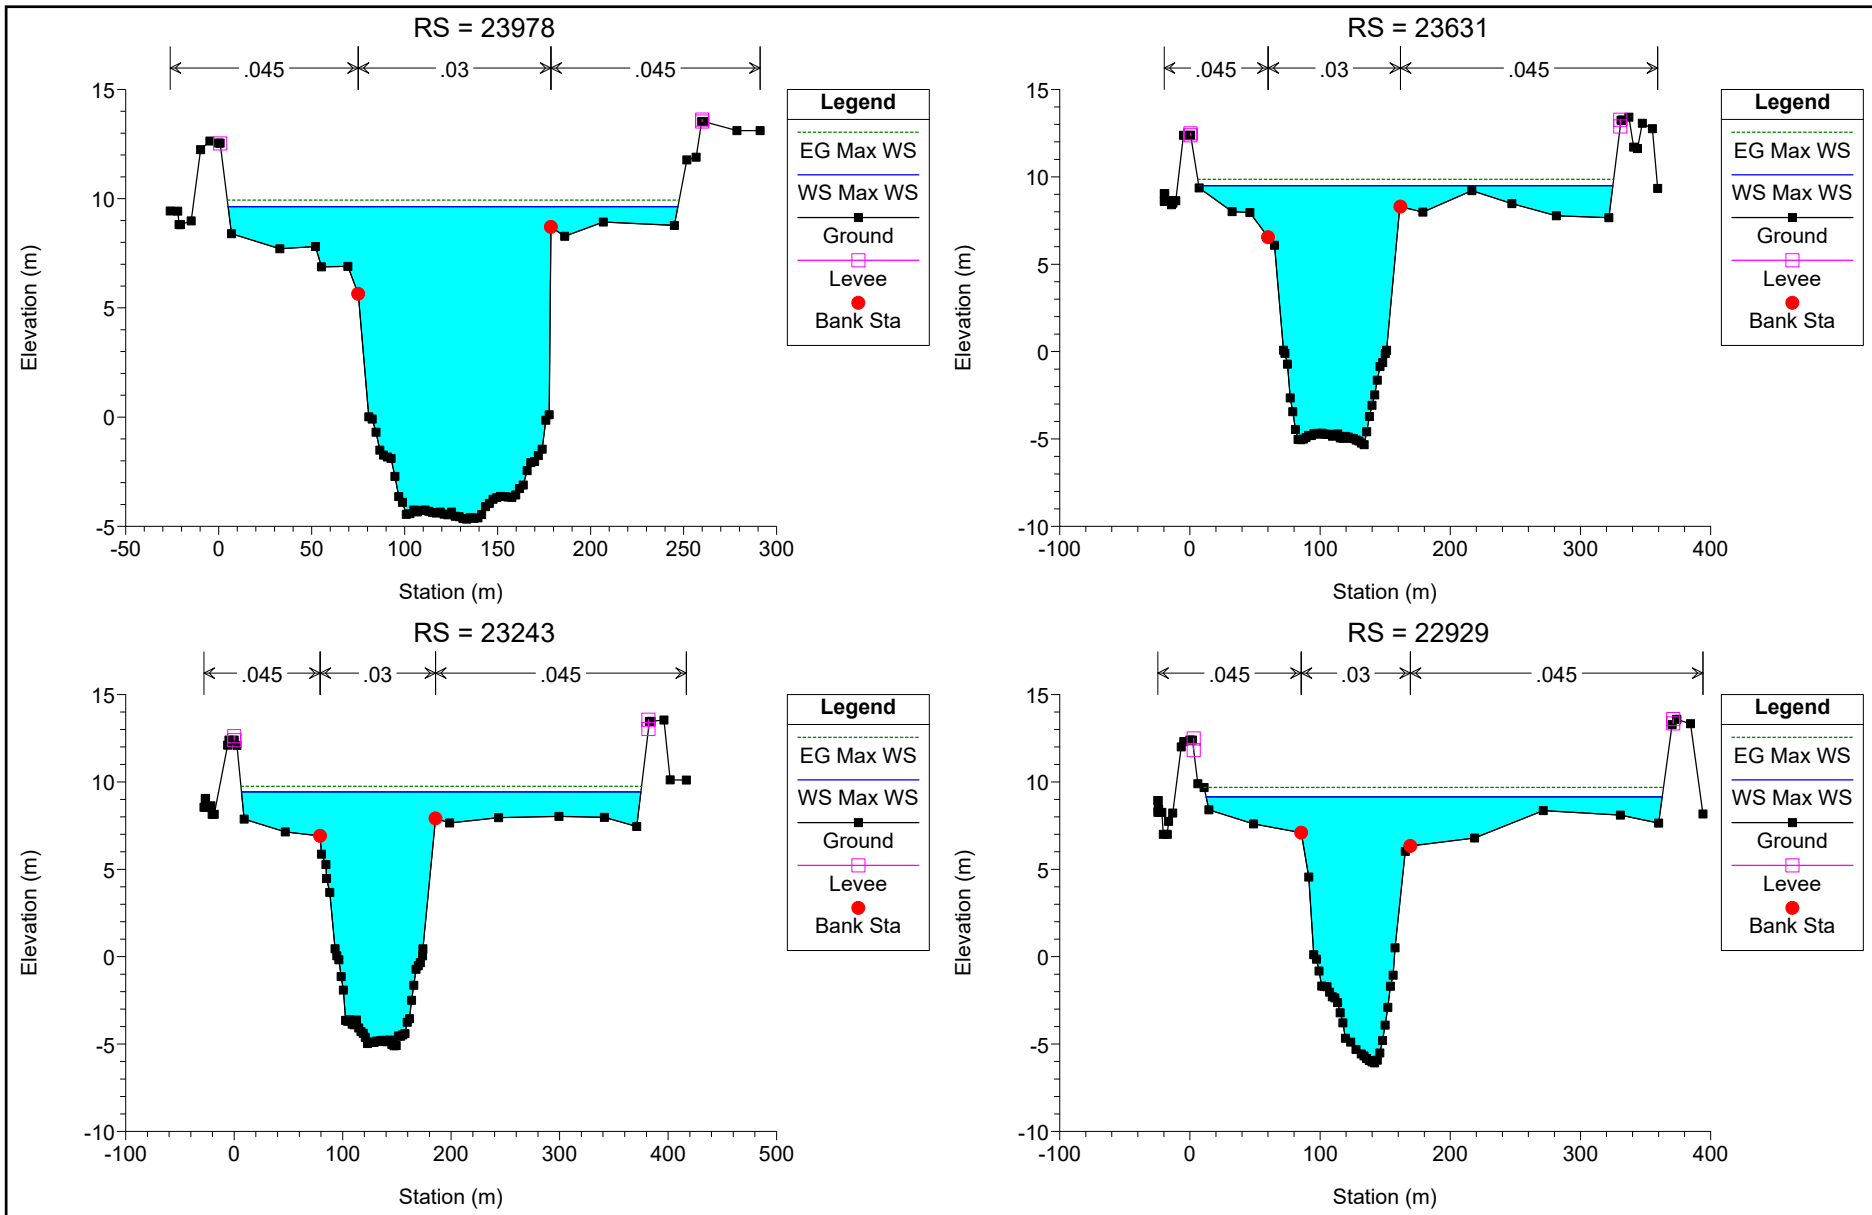 RS = 23978
.045 .03 .045
15
10
5
0
-5
-50 0 50 100 150 200 250 300
Elevation (m)
Station (m)
Legend
EG Max WS
WS Max WS
Ground
Levee
Bank Sta
RS = 23631
.045 .03 .045
15
10
5
0
-5
-10
-100 0 100 200 300 400
Elevation (m)
Station (m)
Legend
EG Max WS
WS Max WS
Ground
Levee
Bank Sta
RS = 23243
.045 .03 .045
15
10
5
0
-5
-10
-100 0 100 200 300 400 500
Elevation (m)
Station (m)
Legend
EG Max WS
WS Max WS
Ground
Levee
Bank Sta
RS = 22929
.045 .03 .045
15
10
5
0
-5
-10
-100 0 100 200 300 400
Elevation (m)
Station (m)
Legend
EG Max WS
WS Max WS
Ground
Levee
Bank Sta